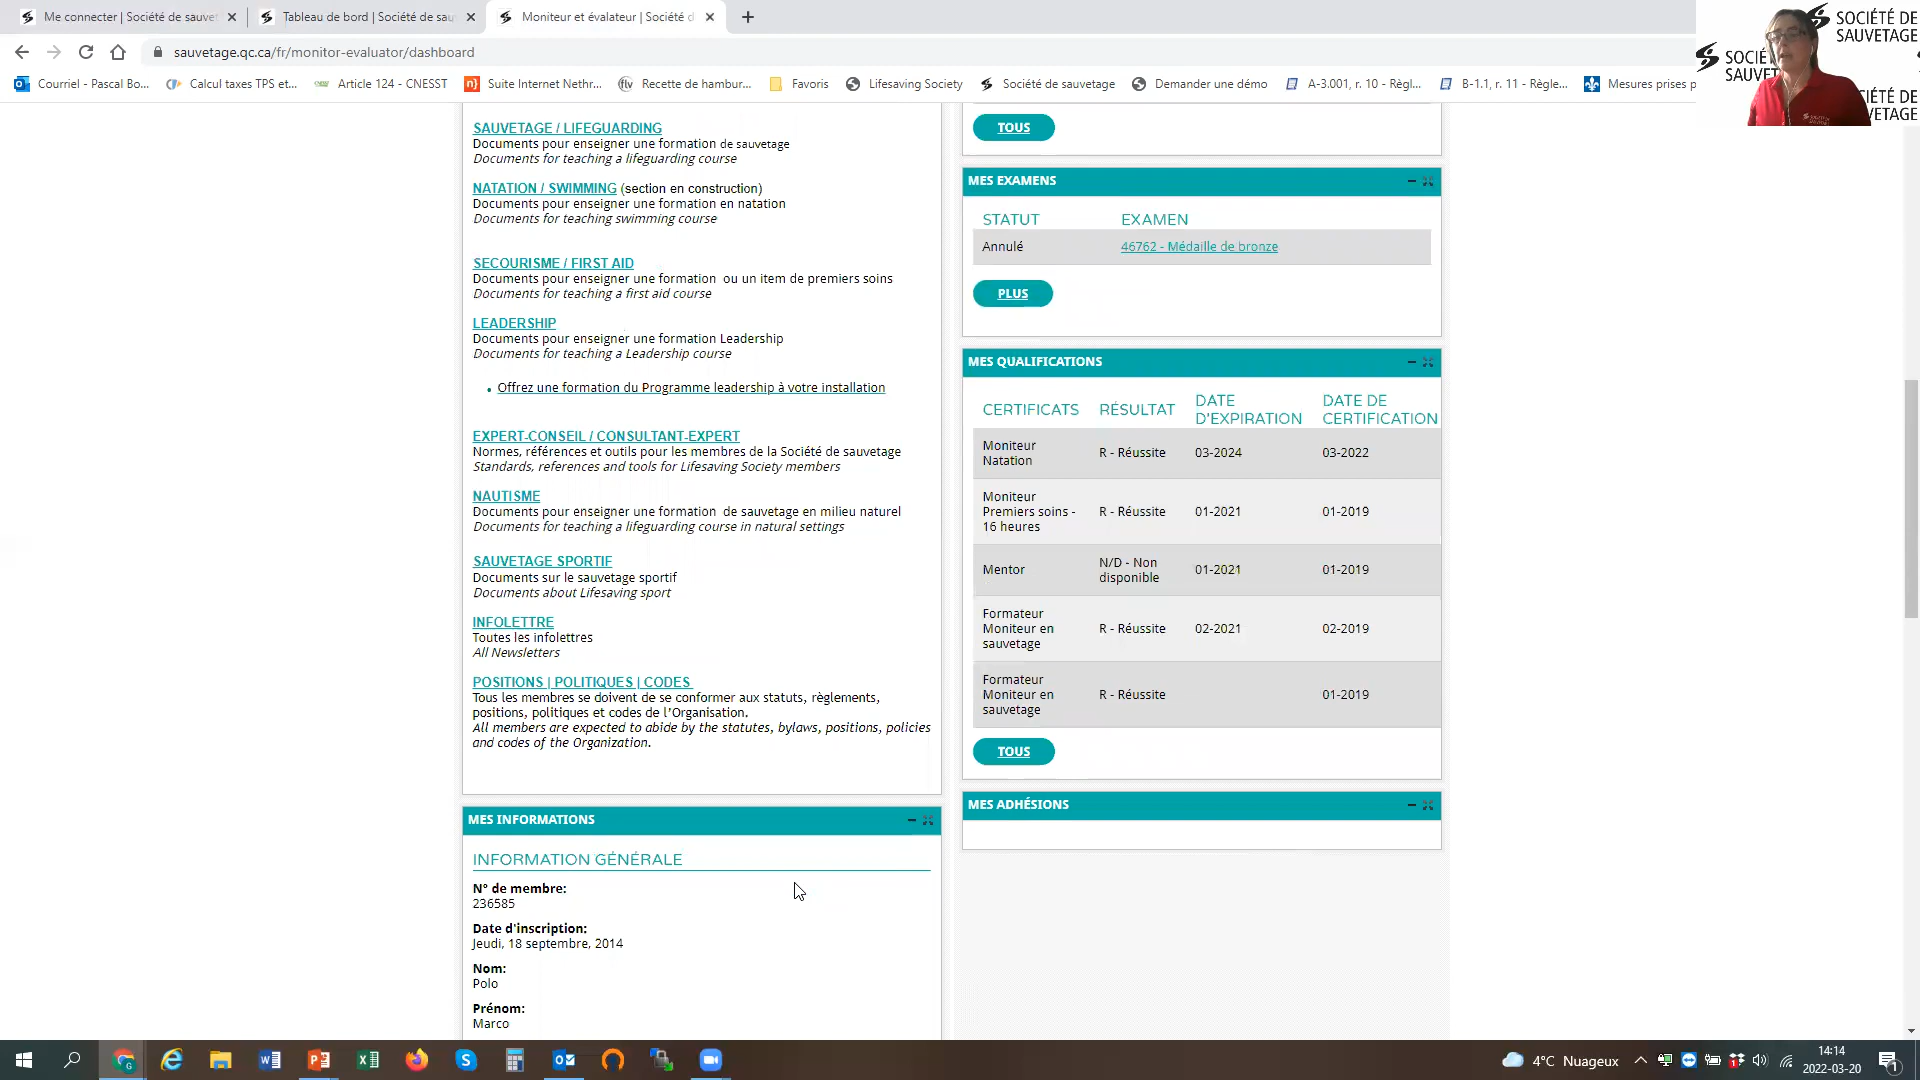 Me connecter | Société de sauvet
Tableau de bord | Société de sau
Moniteur et évalateur | Société d
sauvetage.qc.ca/fr/monitor-evaluator/dashboard
Courriel - Pascal Bo...
Calcul taxes TPS et...
Article 124 - CNESST
Suite Internet Nethr...
Recette de hambur...
Favoris
Lifesaving Society
Société de sauvetage
Demander une démo
A-3.001, r. 10 - Règl...
B-1.1, r. 11 - Règle...
Mesures prises p
SOCIÉTÉ DE
SAUVETAGE
SOCIÉ
SAUVET
IÉTÉ DE
UVETAGE
SAUVETAGE / LIFEGUARDING
Documents pour enseigner une formation de sauvetage
Documents for teaching a lifeguarding course
NATATION / SWIMMING (section en construction)
Documents pour enseigner une formation en natation
Documents for teaching swimming course
SECOURISME / FIRST AID
Documents pour enseigner une formation ou un item de premiers soins
Documents for teaching a first aid course
LEADERSHIP
Documents pour enseigner une formation Leadership
Documents for teaching a Leadership course
• Offrez une formation du Programme leadership à votre installation
EXPERT-CONSEIL / CONSULTANT-EXPERT
Normes, références et outils pour les membres de la Société de sauvetage
Standards, references and tools for Lifesaving Society members
NAUTISME
Documents pour enseigner une formation de sauvetage en milieu naturel
Documents for teaching a lifeguarding course in natural settings
SAUVETAGE SPORTIF
Documents sur le sauvetage sportif
Documents about Lifesaving sport
INFOLETTRE
Toutes les infolettres
All Newsletters
POSITIONS | POLITIQUES | CODES
Tous les membres se doivent de se conformer aux statuts, règlements,
positions, politiques et codes de l'Organisation.
All members are expected to abide by the statutes, bylaws, positions, policies
and codes of the Organization.
MES INFORMATIONS
INFORMATION GÉNÉRALE
N° de membre:
236585
Date d'inscription:
Jeudi, 18 septembre, 2014
Nom:
Polo
Prénom:
Marco
TOUS
MES EXAMENS
STATUT EXAMEN
Annulé 46762 - Médaille de bronze
PLUS
MES QUALIFICATIONS
CERTIFICATS RÉSULTAT DATE D'EXPIRATION DATE DE CERTIFICATION
Moniteur Natation R - Réussite 03-2024 03-2022
Moniteur Premiers soins - 16 heures R - Réussite 01-2021 01-2019
Mentor N/D - Non disponible 01-2021 01-2019
Formateur Moniteur en sauvetage R - Réussite 02-2021 02-2019
Formateur Moniteur en sauvetage R - Réussite 01-2019
TOUS
MES ADHÉSIONS
4°C Nuageux
14:14
2022-03-20